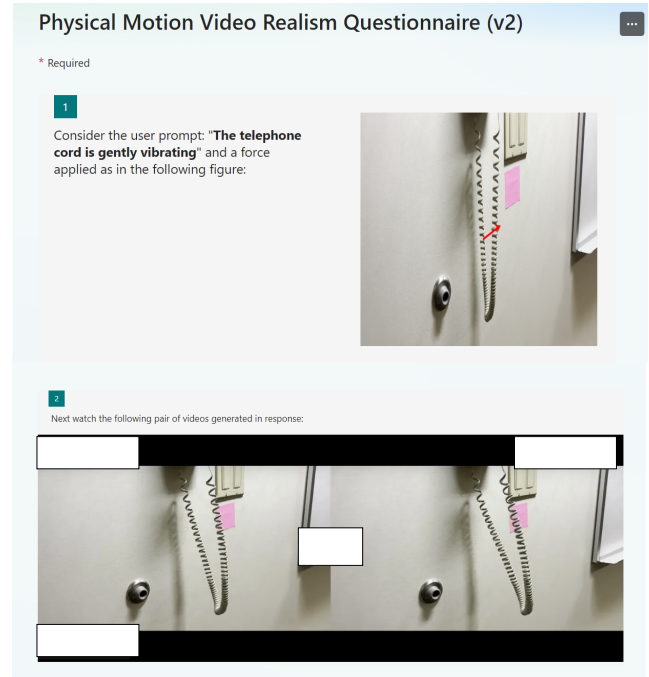 Physical Motion Video Realism Questionnaire (v2)
...
* Required
1
Consider the user prompt: "The telephone
cord is gently vibrating" and a force
applied as in the following figure:
2
Next watch the following pair of videos generated in response: